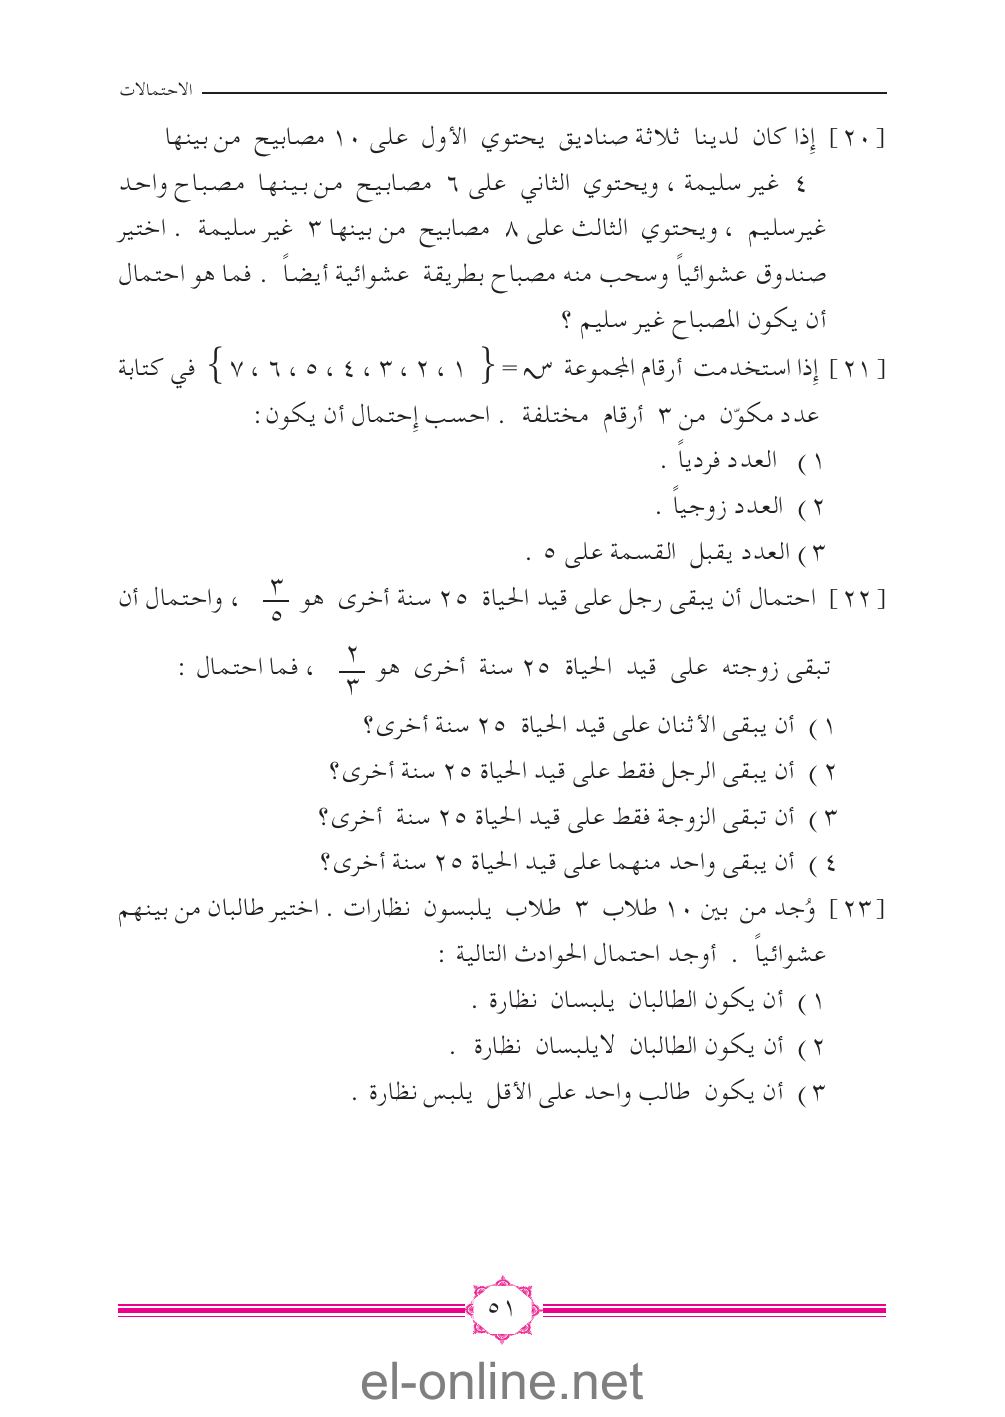 الاحتمالات
[٢٠] إذا كان لدينا ثلاثة صناديق يحتوي الأول على ١٠ مصابيح من بينها
٤ غير سليمة ، ويحتوي الثاني على ٦ مصابيح من بينها مصباح واحد
غيرسليم ، ويحتوي الثالث على ٨ مصابيح من بينها ٣ غير سليمة . اختير
صندوق عشوائياً وسحب منه مصباح بطريقة عشوائية أيضاً . فما هو احتمال
أن يكون المصباح غير سليم ؟
[٢١] إذا استخدمت أرقام المجموعة س = { ١ ، ٢ ، ٣ ، ٤ ، ٥ ، ٦ ، ٧ } في كتابة
عدد مكوّن من ٣ أرقام مختلفة . احسب إحتمال أن يكون :
١) العدد فردياً .
٢) العدد زوجياً .
٣) العدد يقبل القسمة على ٥ .
[٢٢] احتمال أن يبقى رجل على قيد الحياة ٢٥ سنة أخرى هو ٣/٥ ، واحتمال أن
تبقى زوجته على قيد الحياة ٢٥ سنة أخرى هو ٢/٣ ، فما احتمال :
١) أن يبقى الأثنان على قيد الحياة ٢٥ سنة أخرى؟
٢) أن يبقى الرجل فقط على قيد الحياة ٢٥ سنة أخرى؟
٣) أن تبقى الزوجة فقط على قيد الحياة ٢٥ سنة أخرى؟
٤) أن يبقى واحد منهما على قيد الحياة ٢٥ سنة أخرى؟
[٢٣] وُجد من بين ١٠ طلاب ٣ طلاب يلبسون نظارات . اختير طالبان من بينهم
عشوائياً . أوجد احتمال الحوادث التالية :
١) أن يكون الطالبان يلبسان نظارة .
٢) أن يكون الطالبان لايلبسان نظارة .
٣) أن يكون طالب واحد على الأقل يلبس نظارة .
٥١
el-online.net